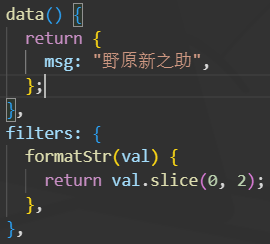 data() {
  return {
    msg: "野原新之助",
  };
},
filters: {
  formatStr(val) {
    return val.slice(0, 2);
  },
},